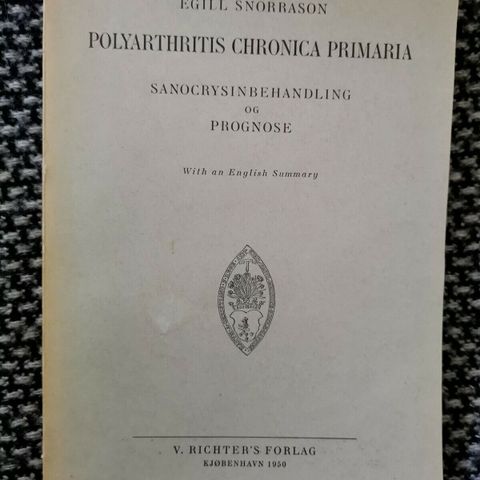 EGILL SNORRASON
POLYARTHRITIS CHRONICA PRIMARIA
SANOCRYSINBEHANDLING
OG
PROGNOSE
With an English Summary
V. RICHTER'S FORLAG
KJØBENHAVN 1950